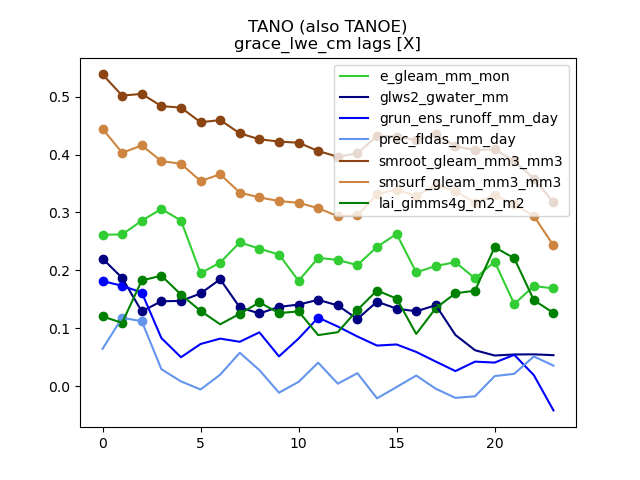 TANO (also TANOE)
grace_lwe_cm lags [X]
e_gleam_mm_mon
glws2_gwater_mm
grun_ens_runoff_mm_day
prec_fldas_mm_day
smroot_gleam_mm3_mm3
smsurf_gleam_mm3_mm3
lai_gimms4g_m2_m2
0.5
0.4
0.3
0.2
0.1
0.0
0 5 10 15 20